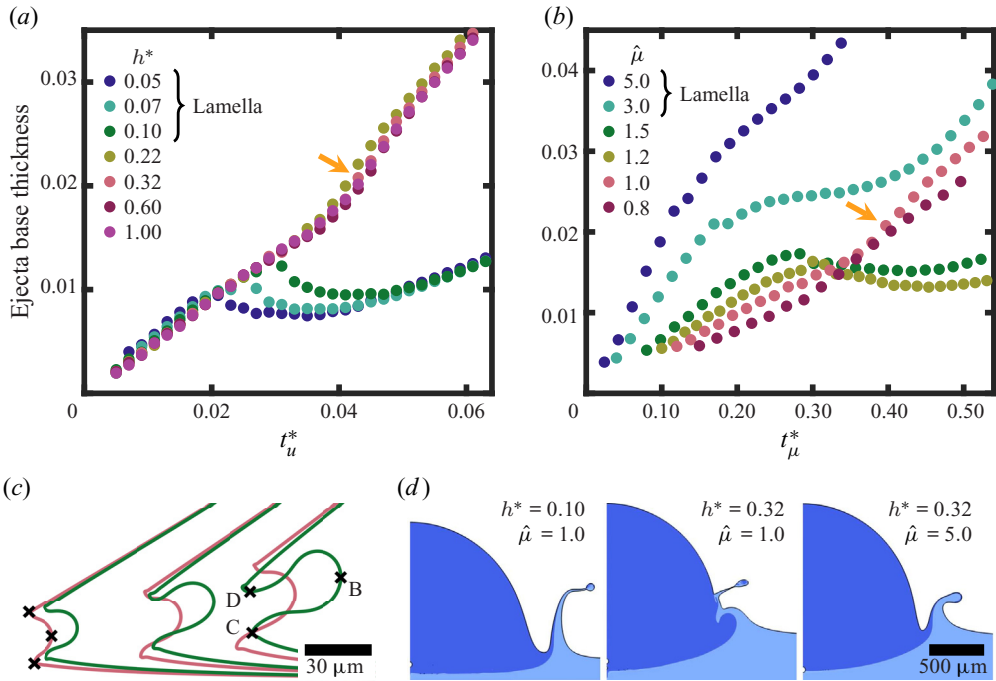 (a)
h*
0.05
0.07
0.10
0.22
0.32
0.60
1.00
Lamella
Ejecta base thickness
0.03
0.02
0.01
0
0.02
0.04
0.06
t*u
(b)
μ̂
5.0
3.0
1.5
1.2
1.0
0.8
Lamella
0.04
0.03
0.02
0.01
0
0.10
0.20
0.30
0.40
0.50
t*μ
(c)
D
B
C
30 μm
(d)
h* = 0.10
μ̂ = 1.0
h* = 0.32
μ̂ = 1.0
h* = 0.32
μ̂ = 5.0
500 μm